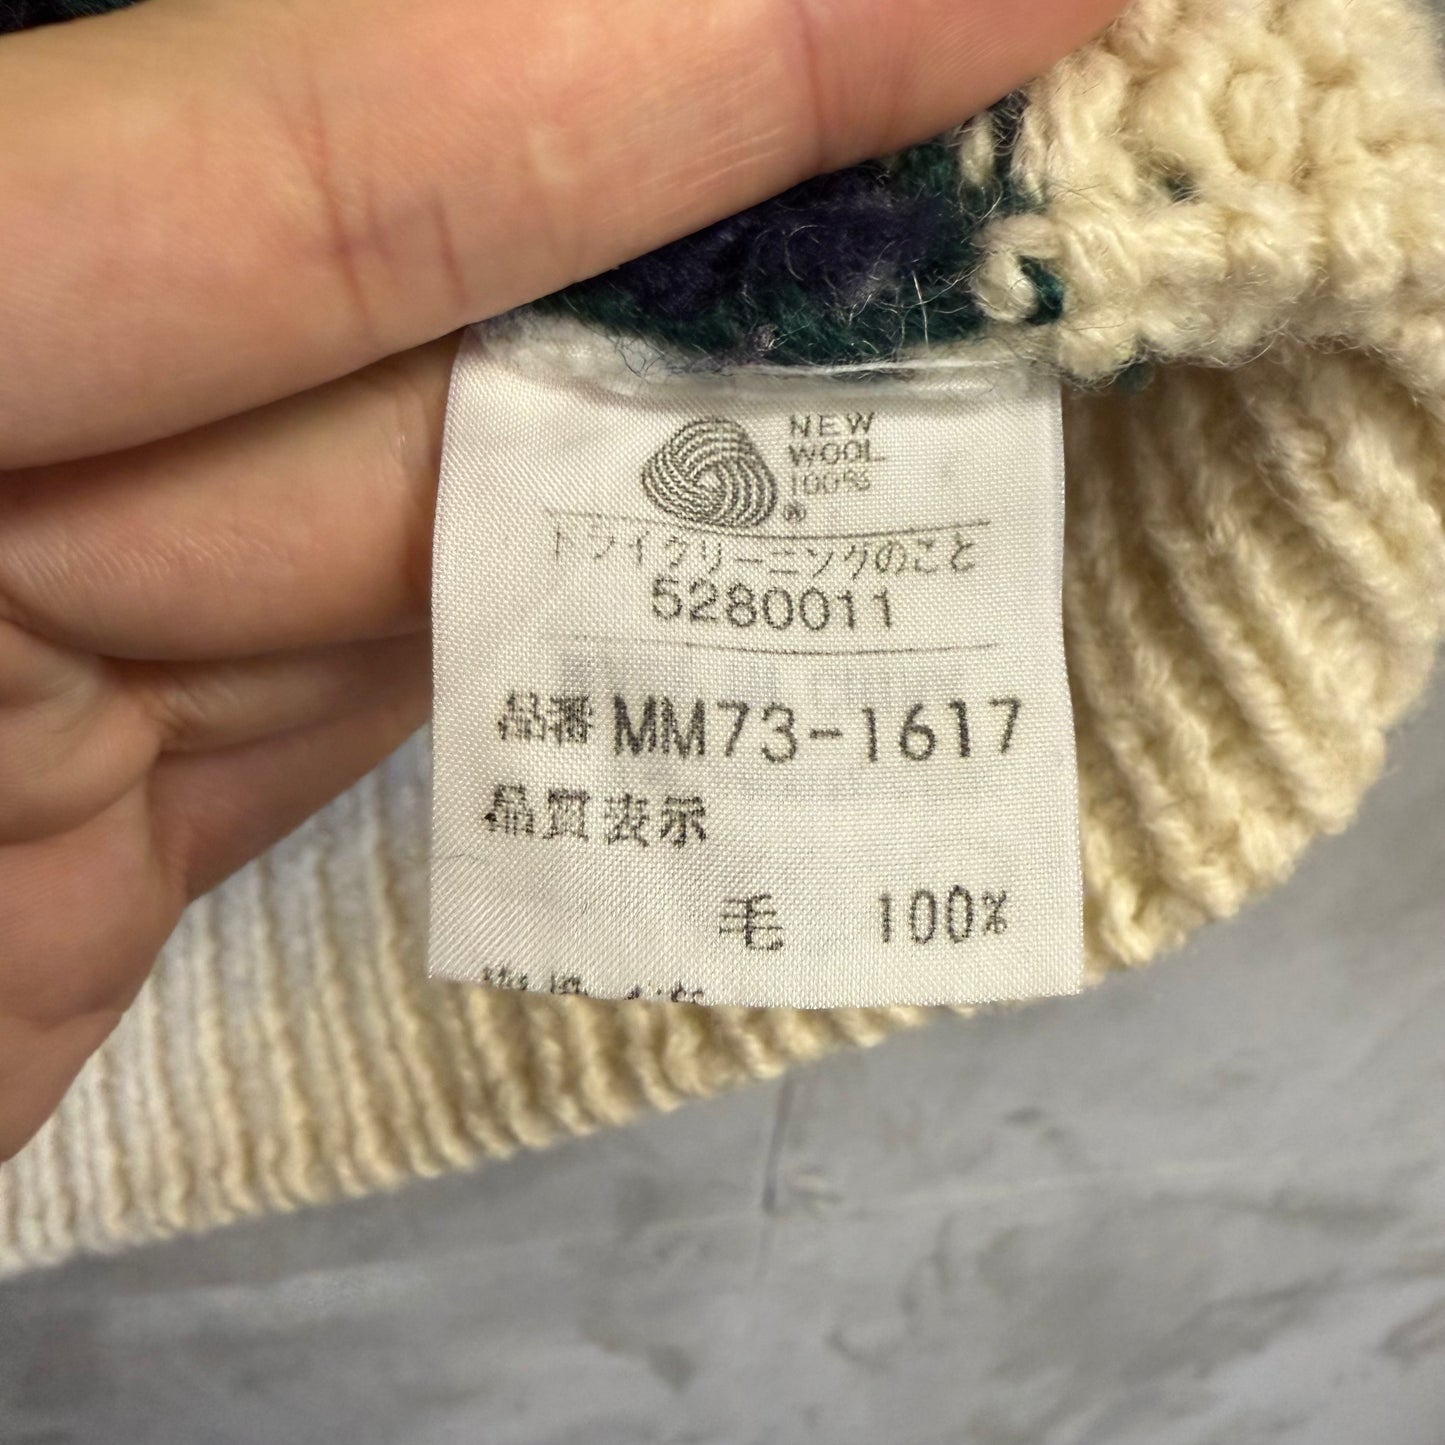 NEW
WOOL
100%
®
ドライクリーニングのこと
5280011
品番 MM73-1617
品質表示
毛 100%